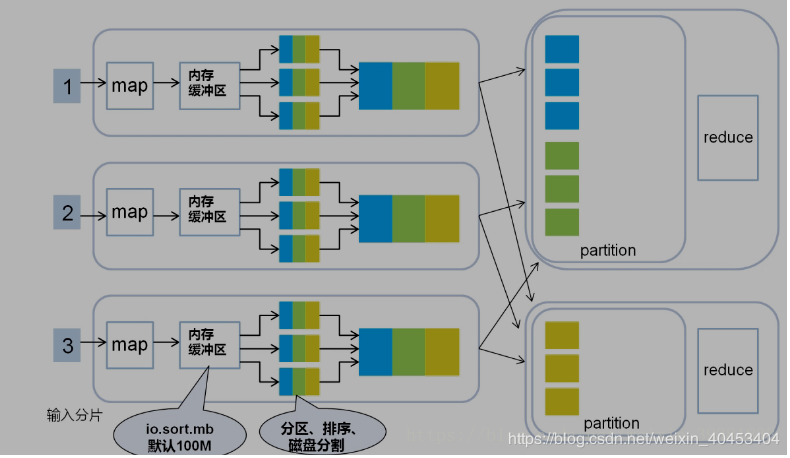 1
map
内存
缓冲区
2
map
内存
缓冲区
3
map
内存
缓冲区
输入分片
io.sort.mb
默认100M
分区、排序、
磁盘分割
reduce
partition
reduce
partition
https://blog.csdn.net/weixin_40453404